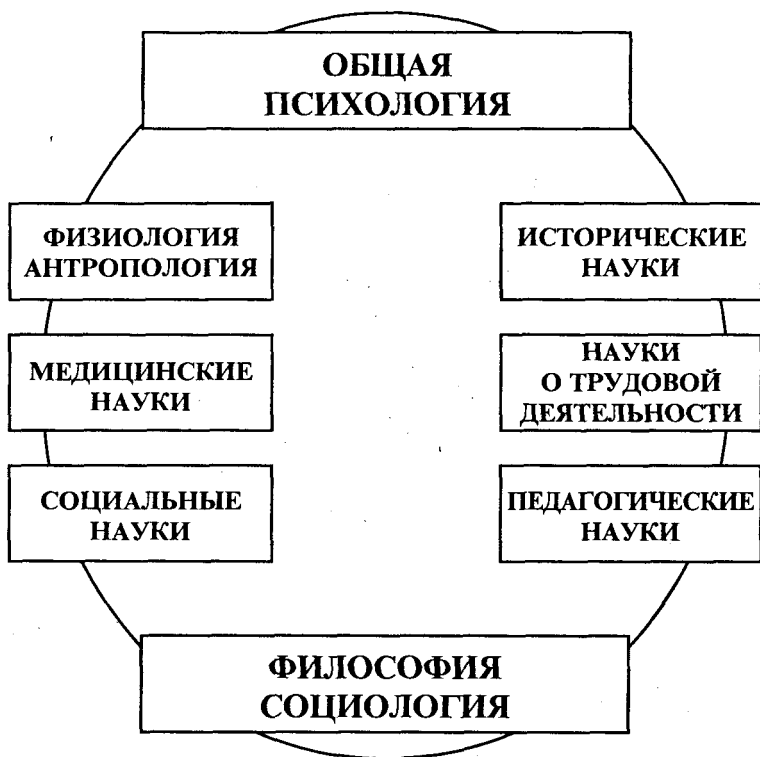 ОБЩАЯ
ПСИХОЛОГИЯ
ФИЗИОЛОГИЯ
АНТРОПОЛОГИЯ
ИСТОРИЧЕСКИЕ
НАУКИ
МЕДИЦИНСКИЕ
НАУКИ
НАУКИ
О ТРУДОВОЙ
ДЕЯТЕЛЬНОСТИ
СОЦИАЛЬНЫЕ
НАУКИ
ПЕДАГОГИЧЕСКИЕ
НАУКИ
ФИЛОСОФИЯ
СОЦИОЛОГИЯ